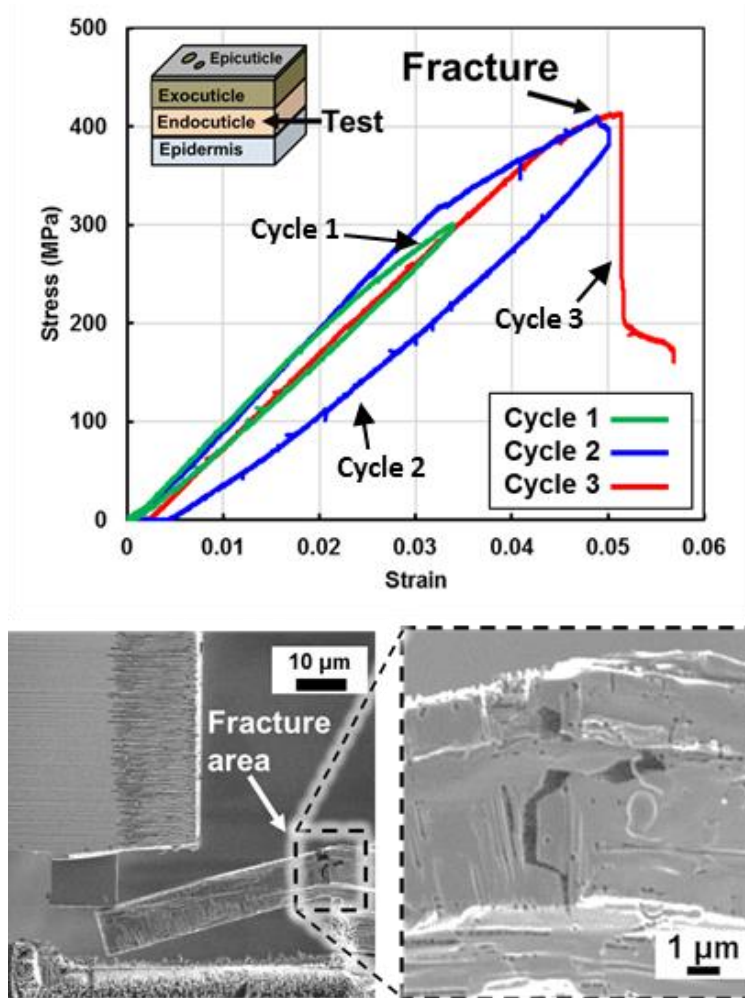 500
400
300
200
100
0
Stress (MPa)
Epicuticle
Exocuticle
Endocuticle
Test
Epidermis
Fracture
Cycle 1
Cycle 3
Cycle 2
Cycle 1
Cycle 2
Cycle 3
0
0.01
0.02
0.03
0.04
0.05
0.06
Strain
10 µm
Fracture
area
1 µm